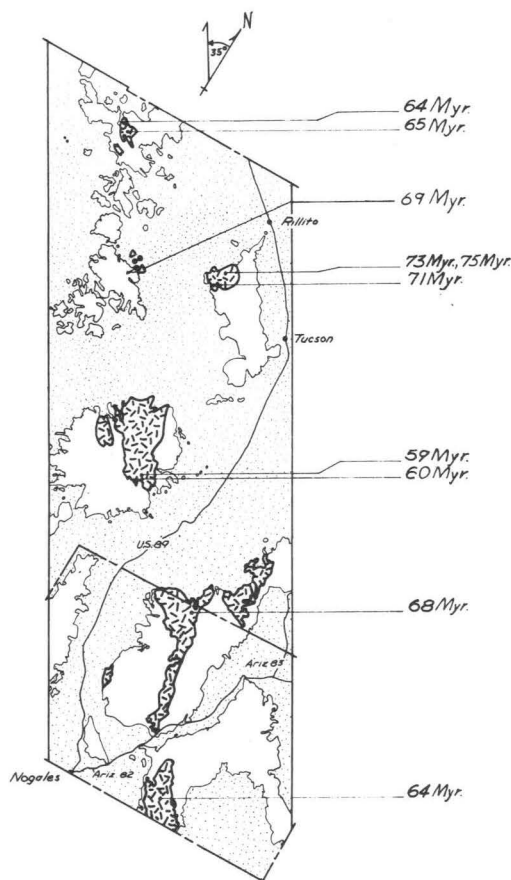 N
35°
64 Myr.
65 Myr.
69 Myr.
Rillito
73 Myr., 75 Myr.
71 Myr.
Tucson
59 Myr.
60 Myr.
U.S. 89
68 Myr.
Ariz 83
Nogales
Ariz. 82
64 Myr.